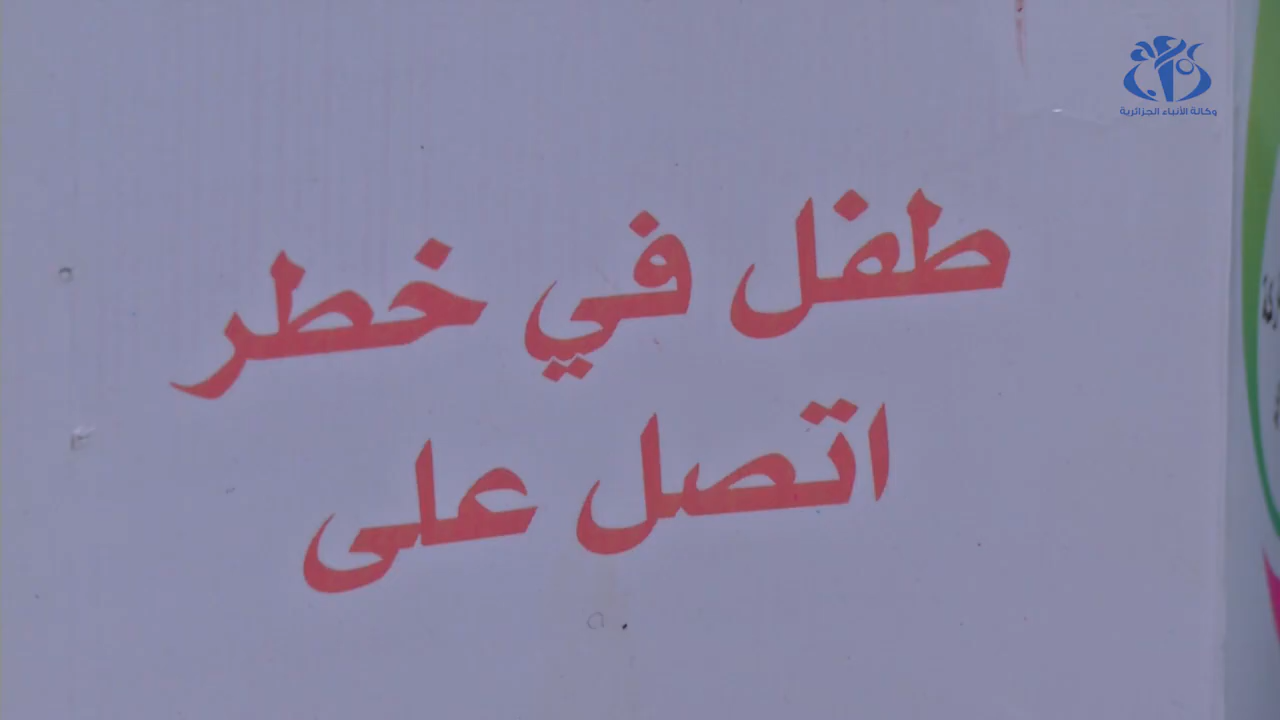 وكالة الأنباء الجزائرية
طفل في خطر
اتصل على